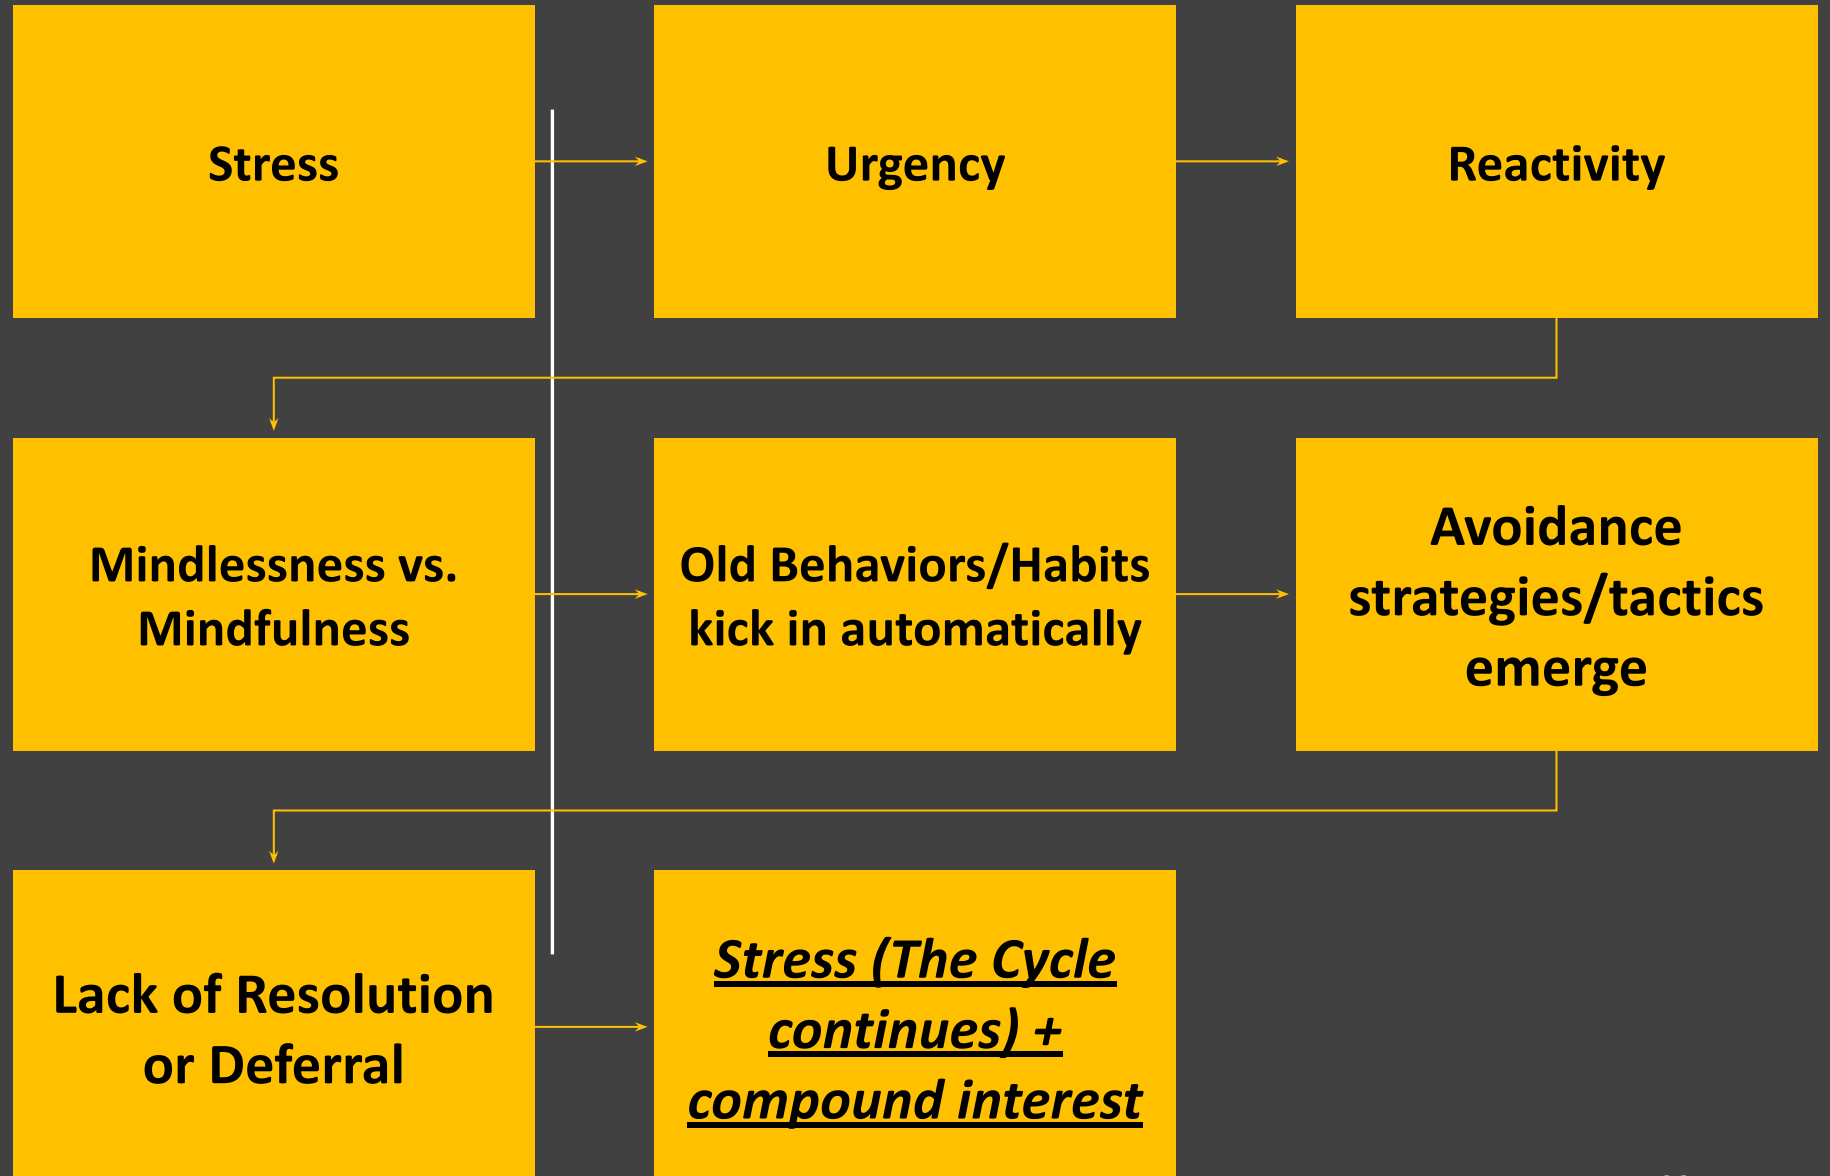 Stress
Urgency
Reactivity
Mindlessness vs.
Mindfulness
Old Behaviors/Habits
kick in automatically
Avoidance
strategies/tactics
emerge
Lack of Resolution
or Deferral
Stress (The Cycle
continues) +
compound interest